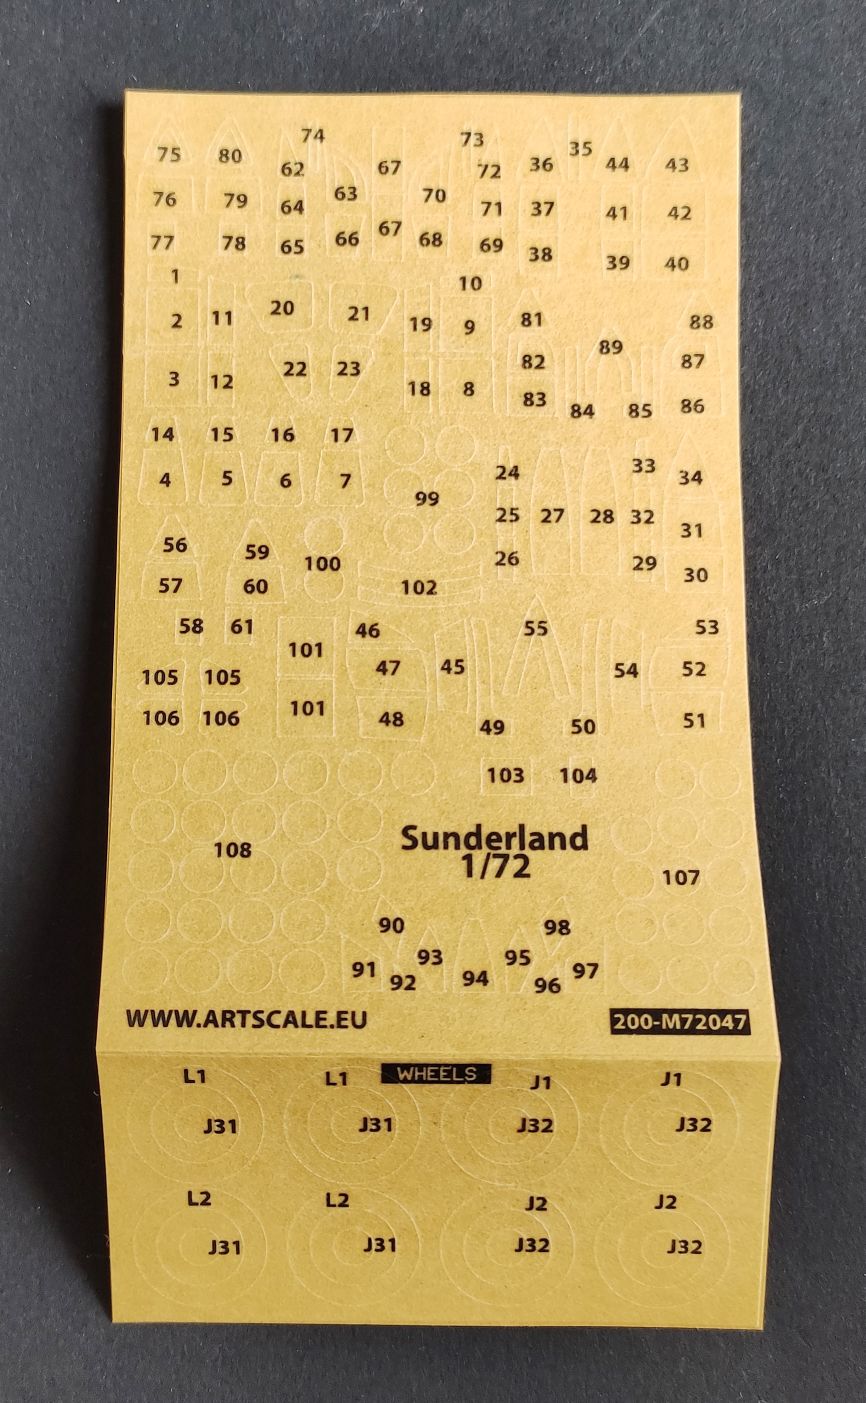 74 73
75 80 62 67 72 36 35 44 43
76 79 64 63 70 71 37 41 42
77 78 65 66 67 68 69 38 39 40
1 10
2 11 20 21 19 9 81 88
89
3 12 22 23 18 8 82 87
83 84 85 86
14 15 16 17
4 5 6 7 24 33 34
99
25 27 28 32 31
56 59 100 26 29 30
57 60 102
58 61 46 55 53
101
105 105 47 45 54 52
106 106 101 48 49 50 51
103 104
Sunderland
1/72
108 107
90 98
91 92 93 94 95 96 97
WWW.ARTSCALE.EU 200-M72047
WHEELS
L1 L1 J1 J1
J31 J31 J32 J32
L2 L2 J2 J2
J31 J31 J32 J32